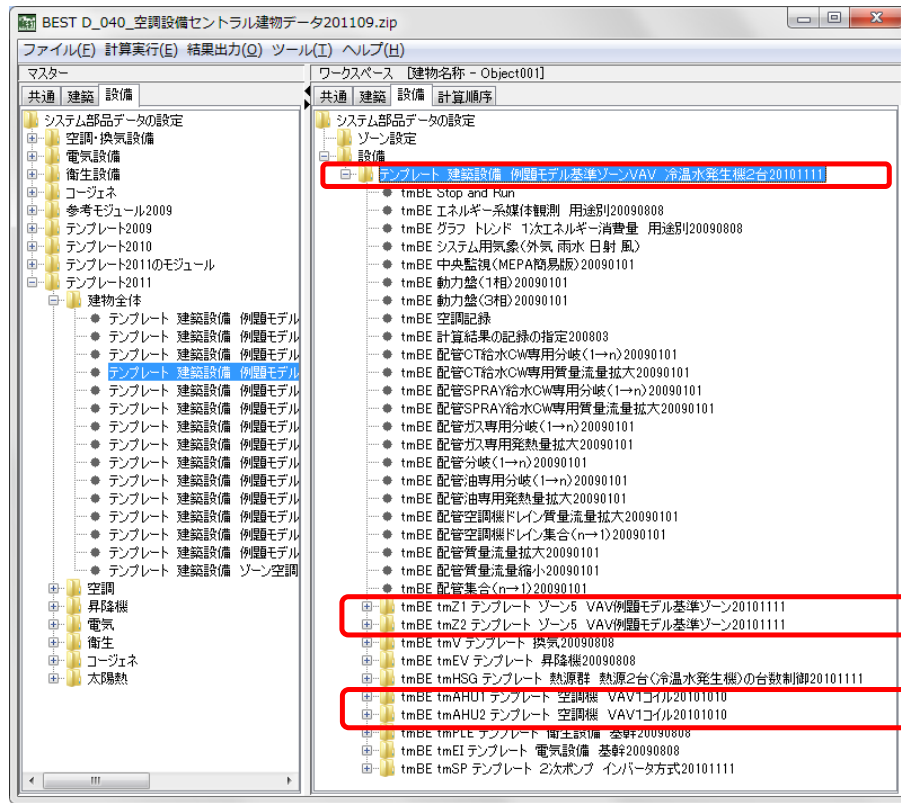 BEST D_040_空調設備セントラル建物データ201109.zip
ファイル(F) 計算実行(E) 結果出力(O) ツール(T) ヘルプ(H)
マスター
共通 建築 設備
システム部品データの設定
空調・換気設備
電気設備
衛生設備
コージェネ
参考モジュール2009
テンプレート2009
テンプレート2010
テンプレート2011のモジュール
テンプレート2011
建物全体
テンプレート 建築設備 例題モデル
テンプレート 建築設備 例題モデル
テンプレート 建築設備 例題モデル
テンプレート 建築設備 例題モデル
テンプレート 建築設備 例題モデル
テンプレート 建築設備 例題モデル
テンプレート 建築設備 例題モデル
テンプレート 建築設備 例題モデル
テンプレート 建築設備 例題モデル
テンプレート 建築設備 例題モデル
テンプレート 建築設備 例題モデル
テンプレート 建築設備 例題モデル
テンプレート 建築設備 例題モデル
テンプレート 建築設備 例題モデル
テンプレート 建築設備 ゾーン空調
空調
昇降機
電気
衛生
コージェネ
太陽熱
ワークスペース [建物名称 - Object001]
共通 建築 設備 計算順序
システム部品データの設定
ゾーン設定
設備
テンプレート 建築設備 例題モデル基準ゾーンVAV 冷温水発生機2台20101111
tmBE Stop and Run
tmBE エネルギー系媒体観測 用途別20090808
tmBE グラフ トレンド 1次エネルギー消費量 用途別20090808
tmBE システム用気象(外気 雨水 日射 風)
tmBE 中央監視(MEPA簡易版)20090101
tmBE 動力盤(1相)20090101
tmBE 動力盤(3相)20090101
tmBE 空調記録
tmBE 計算結果の記録の指定200803
tmBE 配管CT給水CW専用分岐(1→n)20090101
tmBE 配管CT給水CW専用質量流量拡大20090101
tmBE 配管SPRAY給水CW専用分岐(1→n)20090101
tmBE 配管SPRAY給水CW専用質量流量拡大20090101
tmBE 配管ガス専用分岐(1→n)20090101
tmBE 配管ガス専用発熱量拡大20090101
tmBE 配管分岐(1→n)20090101
tmBE 配管油専用分岐(1→n)20090101
tmBE 配管油専用発熱量拡大20090101
tmBE 配管空調機ドレイン質量流量拡大20090101
tmBE 配管空調機ドレイン集合(n→1)20090101
tmBE 配管質量流量拡大20090101
tmBE 配管質量流量縮小20090101
tmBE 配管集合(n→1)20090101
tmBE tmZ1 テンプレート ゾーン5 VAV例題モデル基準ゾーン20101111
tmBE tmZ2 テンプレート ゾーン5 VAV例題モデル基準ゾーン20101111
tmBE tmV テンプレート 換気20090808
tmBE tmEV テンプレート 昇降機20090808
tmBE tmHSG テンプレート 熱源群 熱源2台(冷温水発生機)の台数制御20101111
tmBE tmAHU1 テンプレート 空調機 VAV1コイル20101010
tmBE tmAHU2 テンプレート 空調機 VAV1コイル20101010
tmBE tmPLE テンプレート 衛生設備 基幹20090808
tmBE tmEI テンプレート 電気設備 基幹20090808
tmBE tmSP テンプレート 2次ポンプ インバータ方式20101111